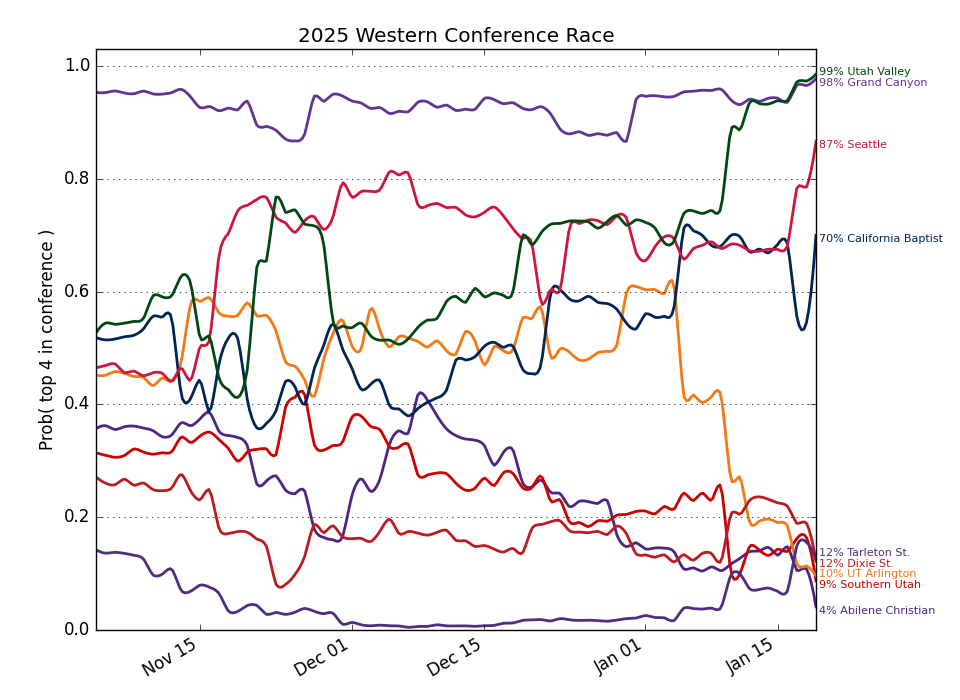 2025 Western Conference Race
Prob( top 4 in conference )
1.0
0.8
0.6
0.4
0.2
0.0
Nov 15
Dec 01
Dec 15
Jan 01
Jan 15
99% Utah Valley
98% Grand Canyon
87% Seattle
70% California Baptist
12% Tarleton St.
12% Dixie St.
10% UT Arlington
9% Southern Utah
4% Abilene Christian